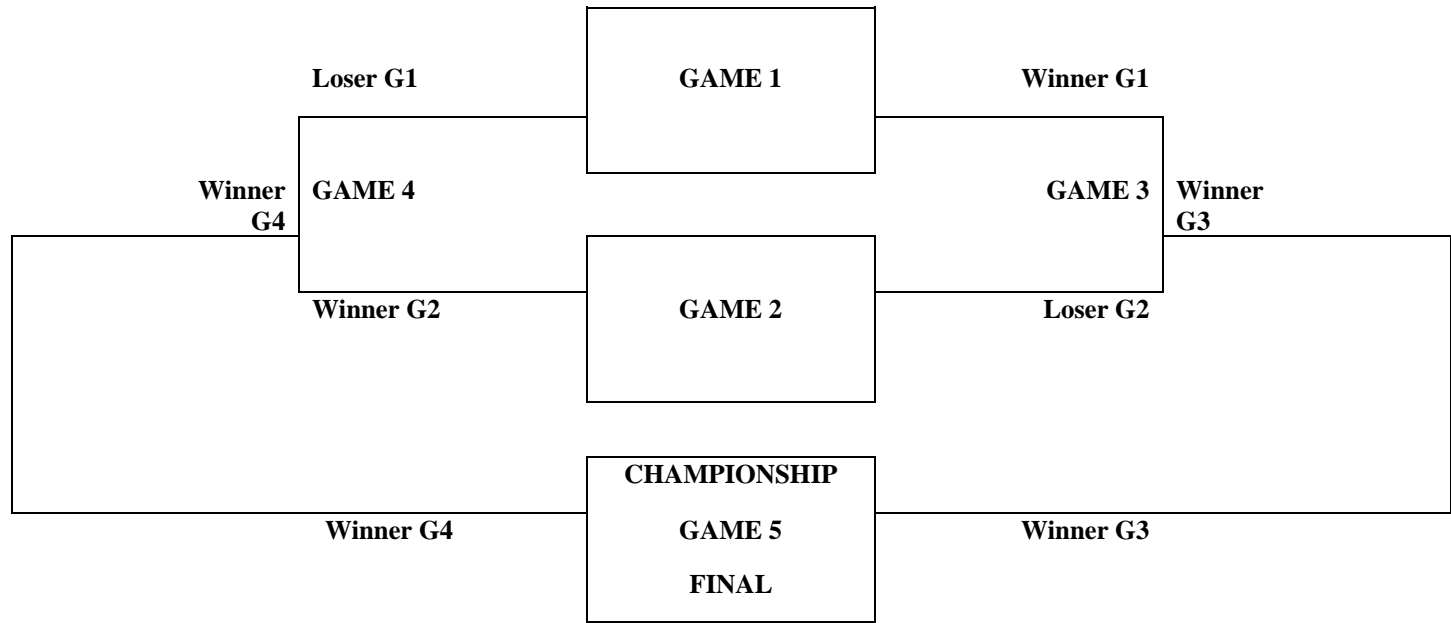 Loser G1 GAME 1 Winner G1
Winner GAME 4 GAME 3 Winner
G4 G3
Winner G2 GAME 2 Loser G2
CHAMPIONSHIP
Winner G4 GAME 5 Winner G3
FINAL